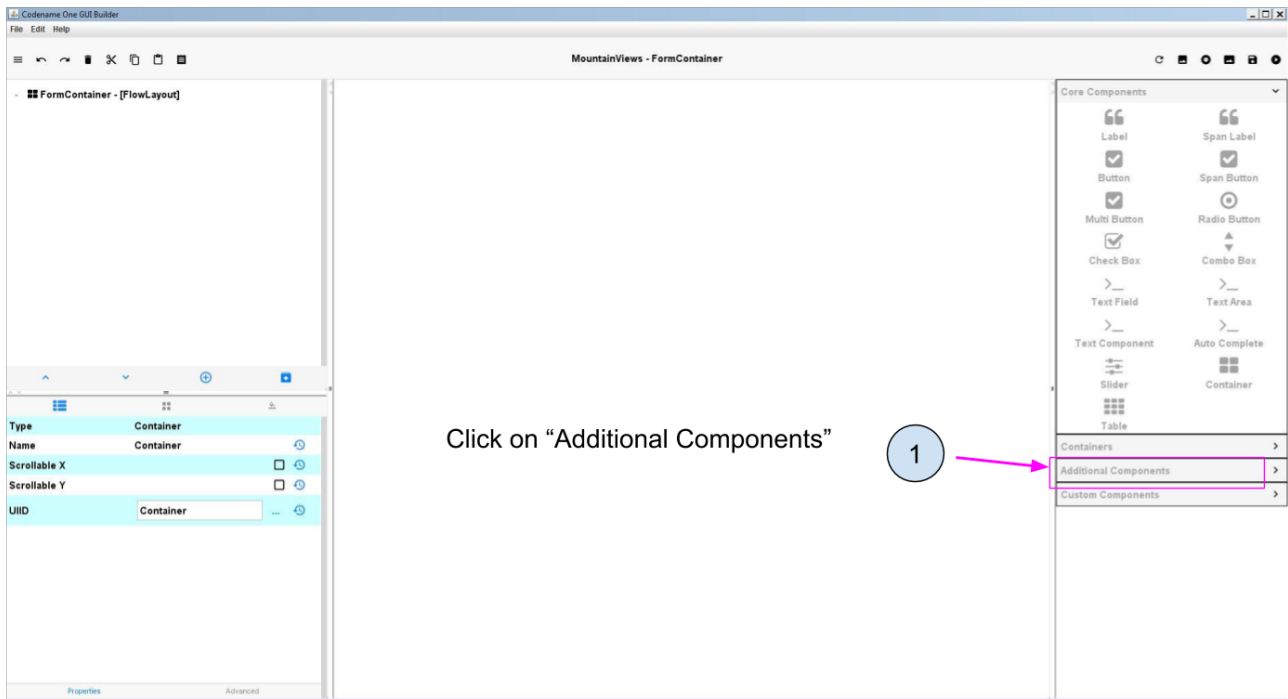 Codename One GUI Builder
File Edit Help
MountainViews - FormContainer
FormContainer - [FlowLayout]
Type Container
Name Container
Scrollable X
Scrollable Y
UIID Container ...
Properties Advanced
Click on “Additional Components”
1
Core Components
Label Span Label
Button Span Button
Multi Button Radio Button
Check Box Combo Box
Text Field Text Area
Text Component Auto Complete
Slider Container
Table
Containers
Additional Components
Custom Components